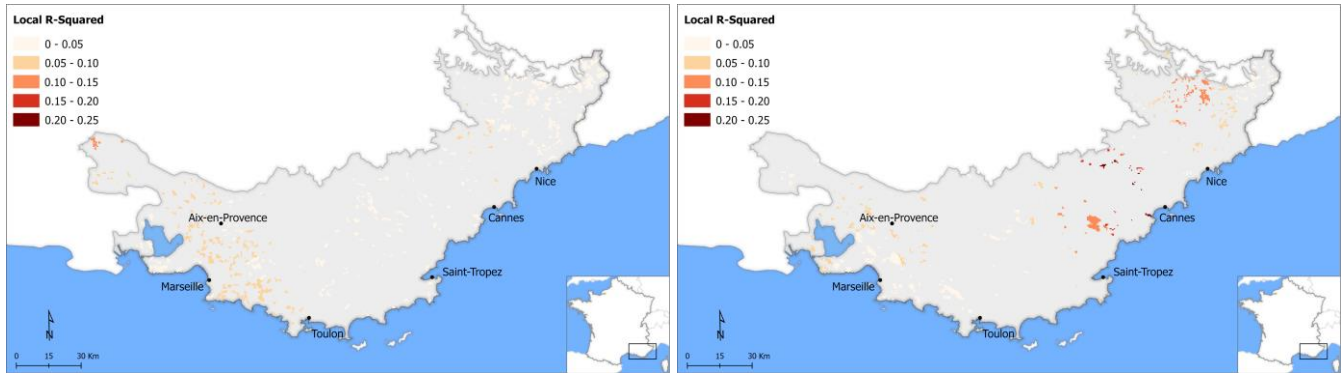 Local R-Squared
0 - 0.05
0.05 - 0.10
0.10 - 0.15
0.15 - 0.20
0.20 - 0.25
Nice
Cannes
Aix-en-Provence
Saint-Tropez
Marseille
Toulon
N
0 15 30 Km
Local R-Squared
0 - 0.05
0.05 - 0.10
0.10 - 0.15
0.15 - 0.20
0.20 - 0.25
Nice
Cannes
Aix-en-Provence
Saint-Tropez
Marseille
Toulon
N
0 15 30 Km